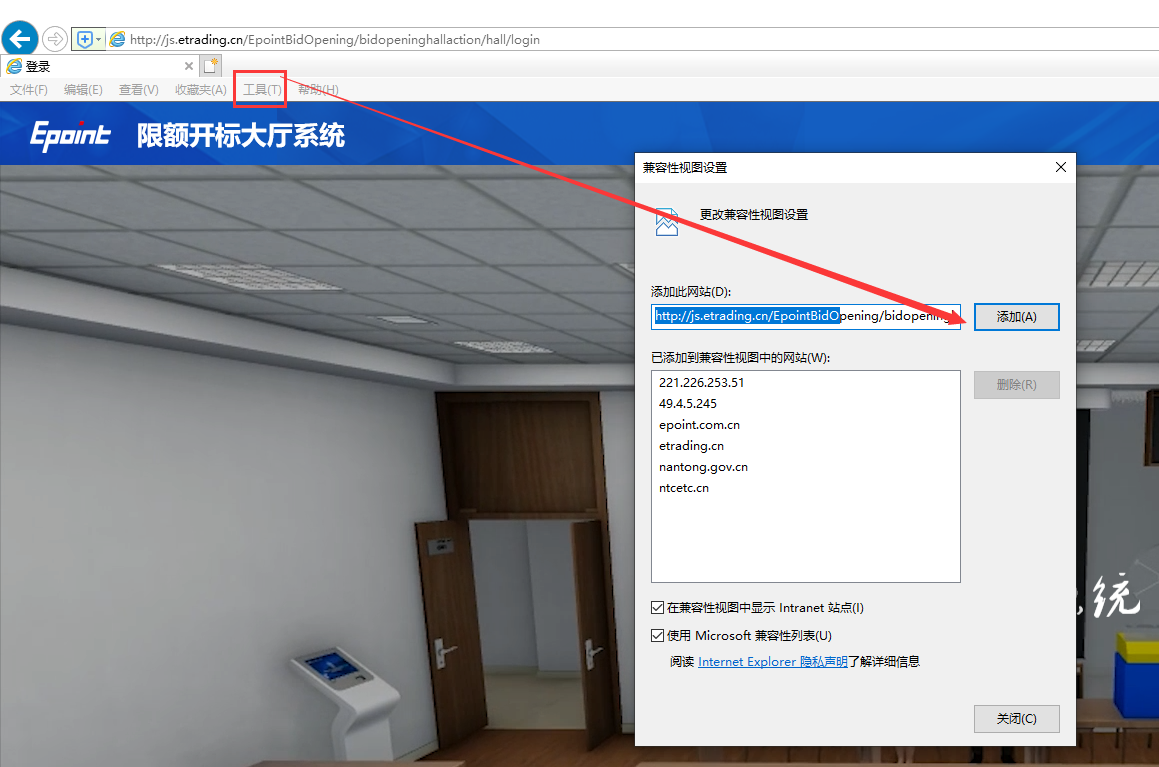 http://js.etrading.cn/EpointBidOpening/bidopeninghallaction/hall/login
登录
文件(F) 编辑(E) 查看(V) 收藏夹(A) 工具(T) 帮助(H)
Epoint 限额开标大厅系统
兼容性视图设置
更改兼容性视图设置
添加此网站(D):
http://js.etrading.cn/EpointBidOpening/bidopening
添加(A)
已添加到兼容性视图中的网站(W):
221.226.253.51
删除(R)
49.4.5.245
epoint.com.cn
etrading.cn
nantong.gov.cn
ntcetc.cn
统
在兼容性视图中显示 Intranet 站点(I)
使用 Microsoft 兼容性列表(U)
阅读 Internet Explorer 隐私声明了解详细信息
关闭(C)